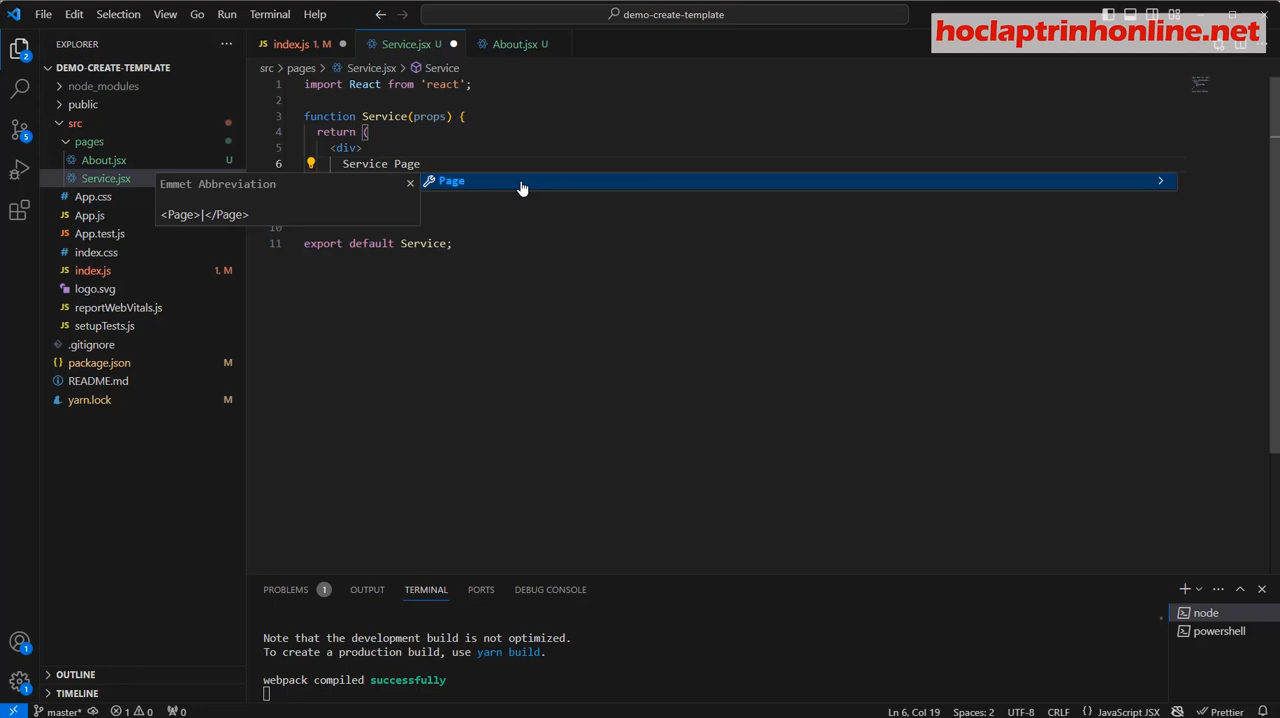 File Edit Selection View Go Run Terminal Help
demo-create-template
hoclaptrinhonline.net
EXPLORER
index.js 1, M
Service.jsx U
About.jsx U
DEMO-CREATE-TEMPLATE
src > pages > Service.jsx > Service
node_modules
public
src
pages
About.jsx U
Service.jsx
App.css
App.js
App.test.js
index.css
index.js 1, M
logo.svg
reportWebVitals.js
setupTests.js
.gitignore
package.json M
README.md
yarn.lock M
OUTLINE
TIMELINE
2
5
1
1
1 import React from 'react';
2
3 function Service(props) {
4 return (
5 <div>
6 Service Page
Page
Emmet Abbreviation
<Page>|</Page>
10
11 export default Service;
PROBLEMS 1 OUTPUT TERMINAL PORTS DEBUG CONSOLE
Note that the development build is not optimized.
To create a production build, use yarn build.
webpack compiled successfully
node
powershell
master* 1 0 0
Ln 6, Col 19 Spaces: 2 UTF-8 CRLF { } JavaScript JSX Prettier